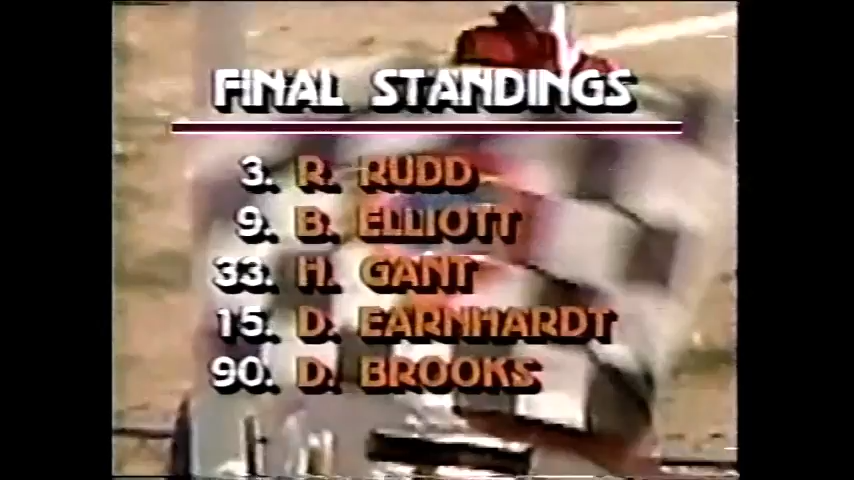 FINAL STANDINGS
3. R. RUDD
9. B. ELLIOTT
33. H. GANT
15. D. EARNHARDT
90. D. BROOKS